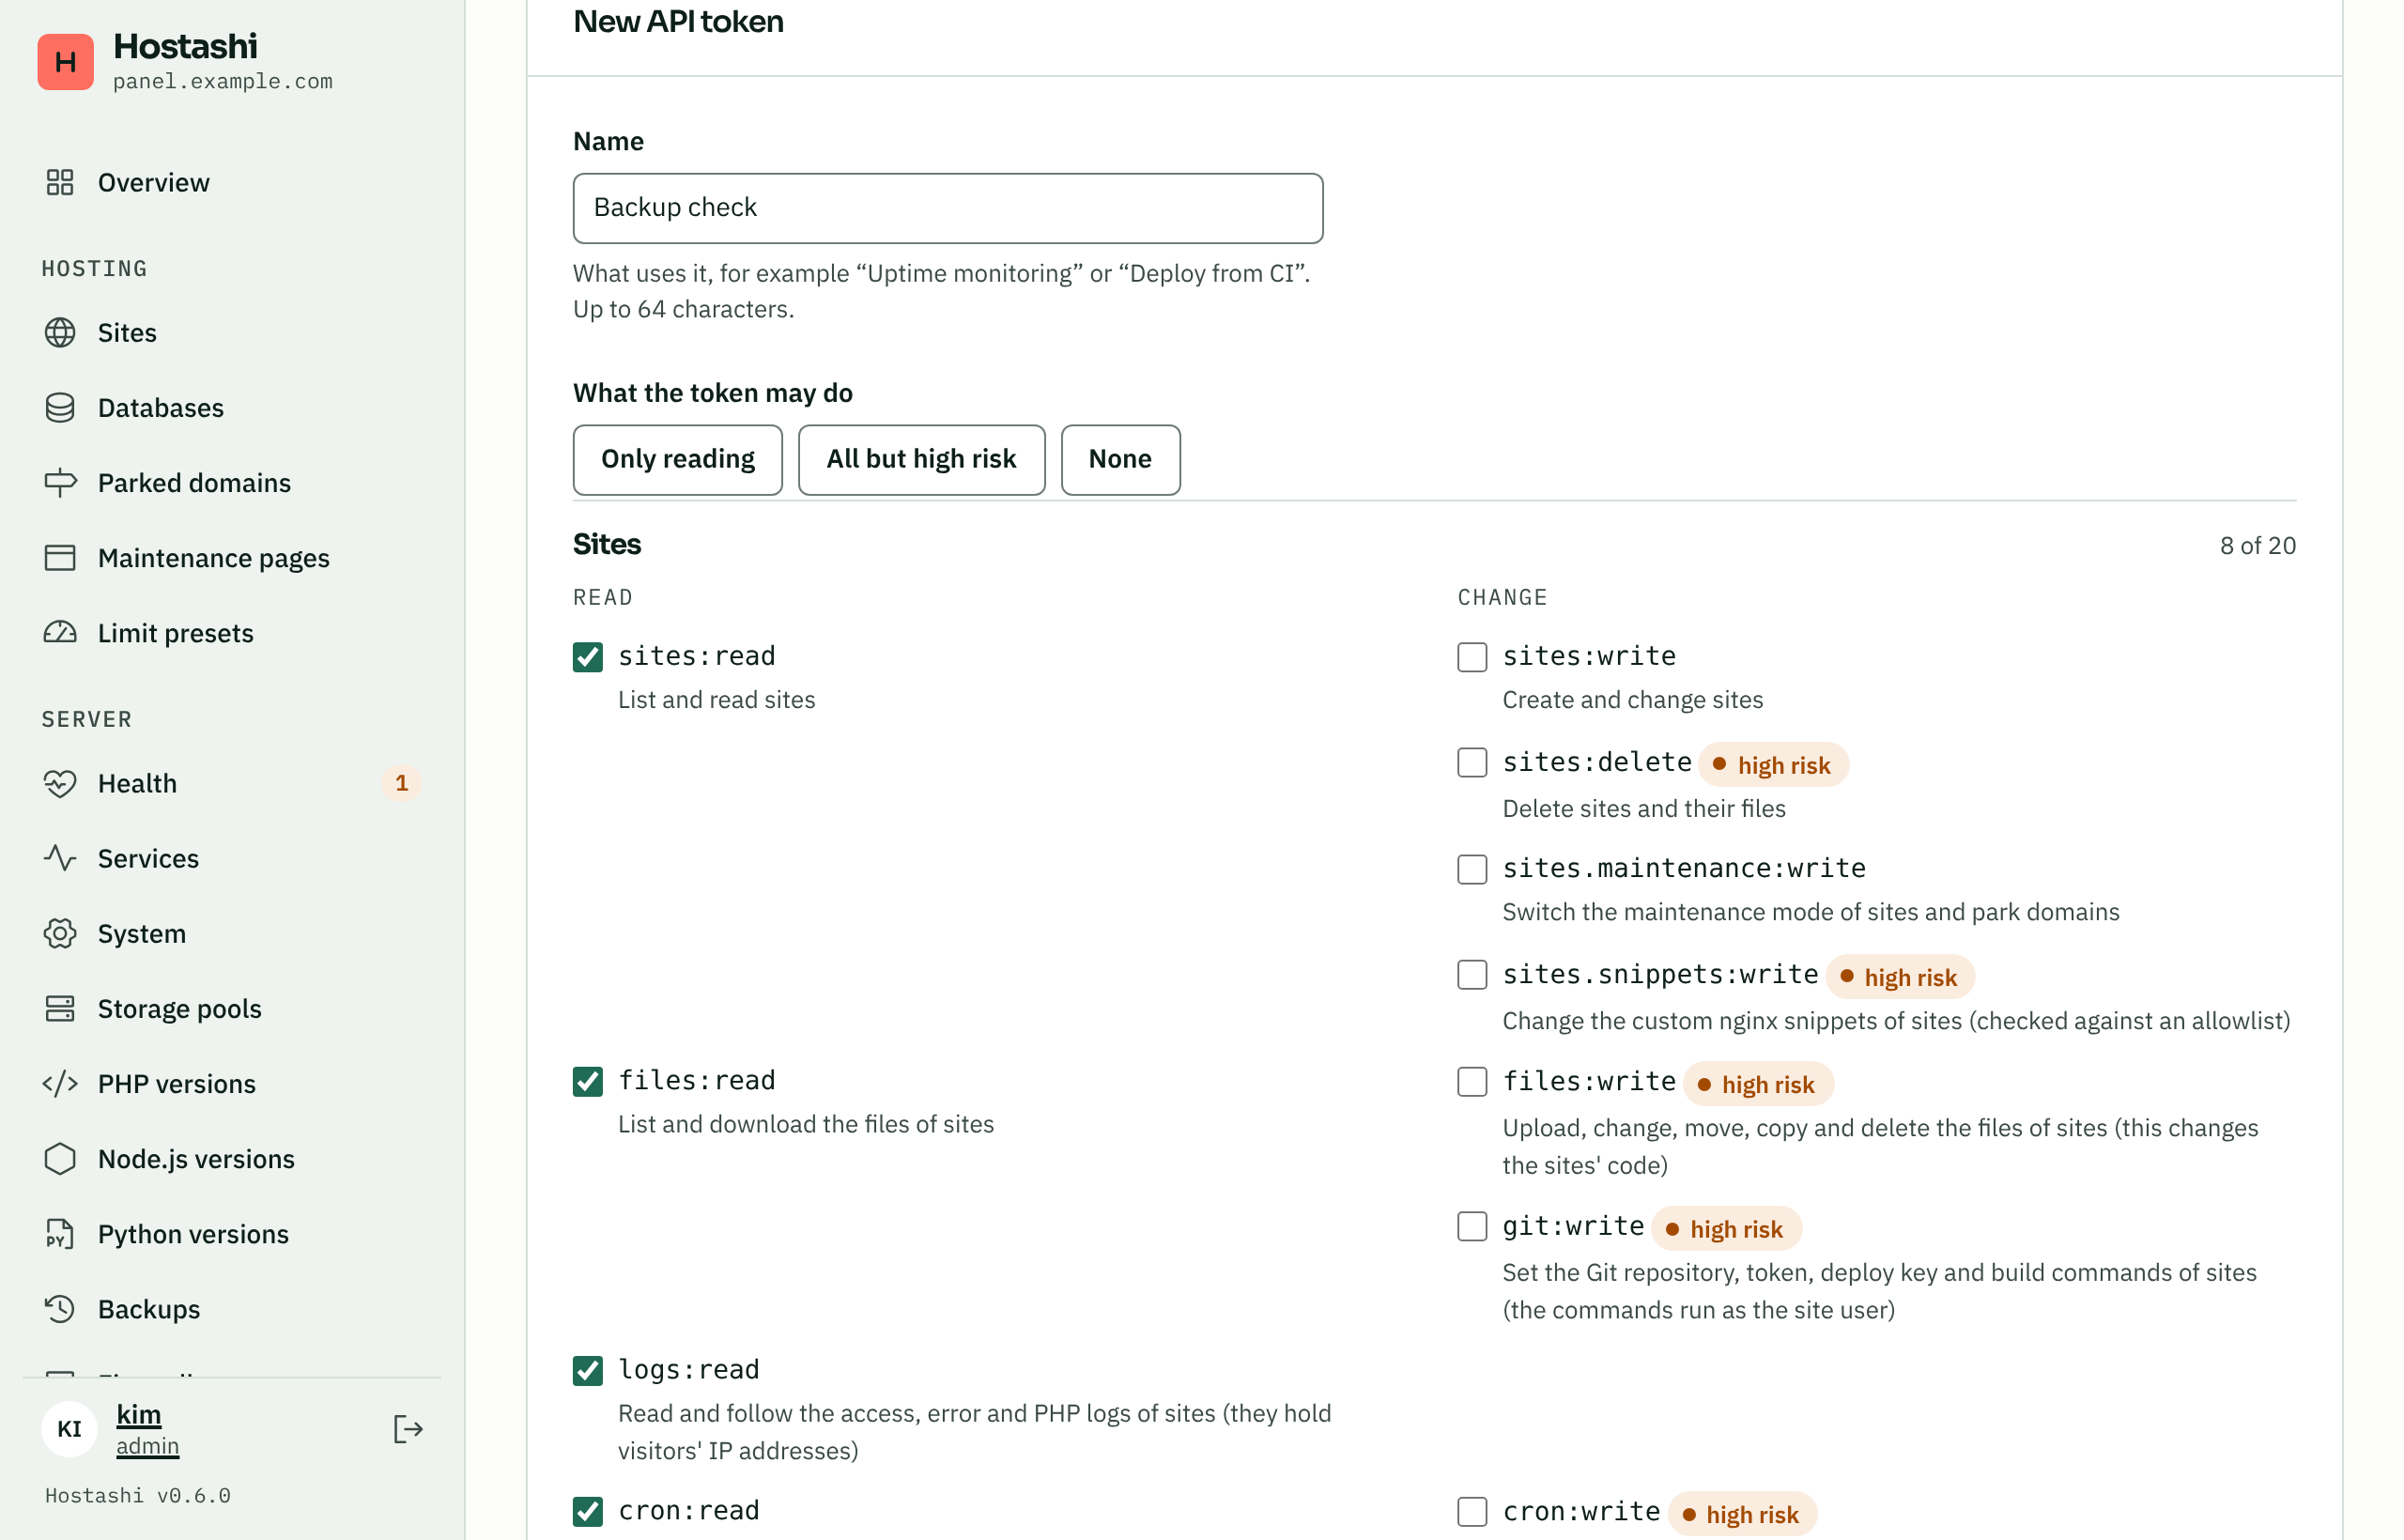 H
Hostashi
panel.example.com
Overview
HOSTING
Sites
Databases
Parked domains
Maintenance pages
Limit presets
SERVER
Health 1
Services
System
Storage pools
PHP versions
Node.js versions
PY
Python versions
Backups
KI
kim
admin
Hostashi v0.6.0
New API token
Name
Backup check
What uses it, for example “Uptime monitoring” or “Deploy from CI”.
Up to 64 characters.
What the token may do
Only reading All but high risk None
Sites 8 of 20
READ CHANGE
sites:read sites:write
List and read sites Create and change sites
sites:delete high risk
Delete sites and their files
sites.maintenance:write
Switch the maintenance mode of sites and park domains
sites.snippets:write high risk
Change the custom nginx snippets of sites (checked against an allowlist)
files:read files:write high risk
List and download the files of sites Upload, change, move, copy and delete the files of sites (this changes
the sites' code)
git:write high risk
Set the Git repository, token, deploy key and build commands of sites
(the commands run as the site user)
logs:read
Read and follow the access, error and PHP logs of sites (they hold
visitors' IP addresses)
cron:read cron:write high risk